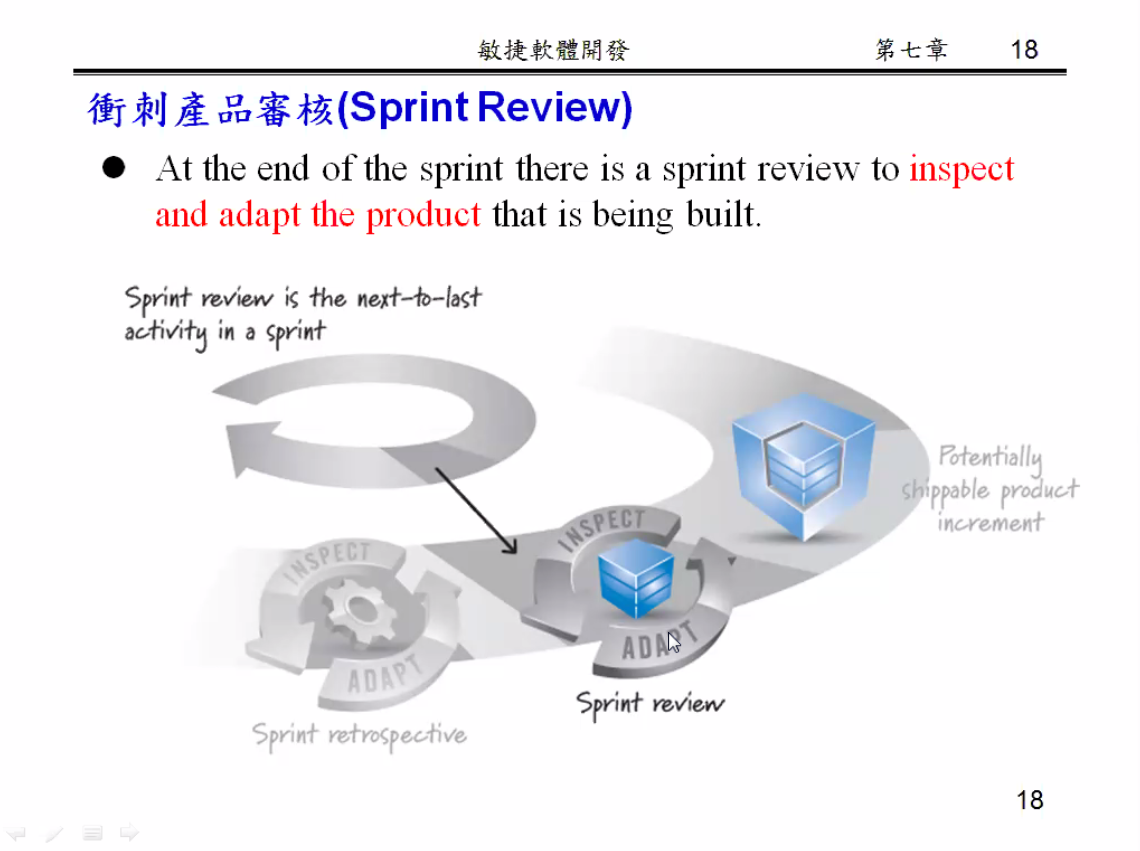 敏捷軟體開發 第七章 18
衝刺產品審核(Sprint Review)
● At the end of the sprint there is a sprint review to inspect
and adapt the product that is being built.
Sprint review is the next-to-last
activity in a sprint
Potentially
shippable product
increment
INSPECT
ADAPT
Sprint review
INSPECT
ADAPT
Sprint retrospective
18